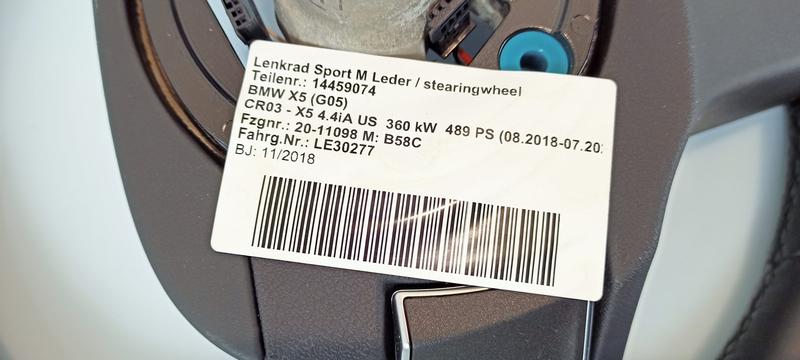 Lenkrad Sport M Leder / stearingwheel
Teilenr.: 14459074
BMW X5 (G05)
CR03 - X5 4.4iA US 360 kW 489 PS (08.2018-07.20
Fzgnr.: 20-11098 M: B58C
Fahrg.Nr.: LE30277
BJ: 11/2018